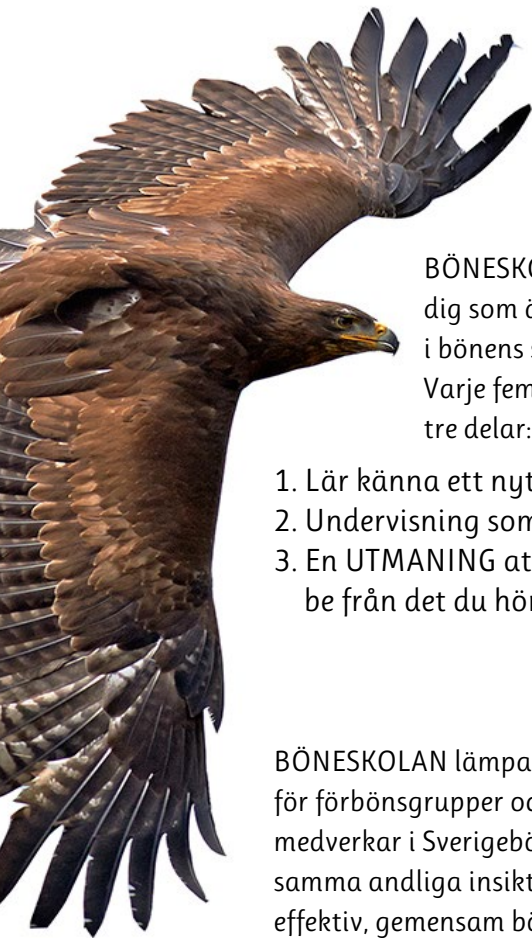 BÖNESKO
dig som ä
i bönens s
Varje fem
tre delar:
1. Lär känna ett nyt
2. Undervisning som
3. En UTMANING at
be från det du hör
BÖNESKOLAN lämpa
för förbönsgrupper oc
medverkar i Sverigebö
samma andliga insikt
effektiv, gemensam bö